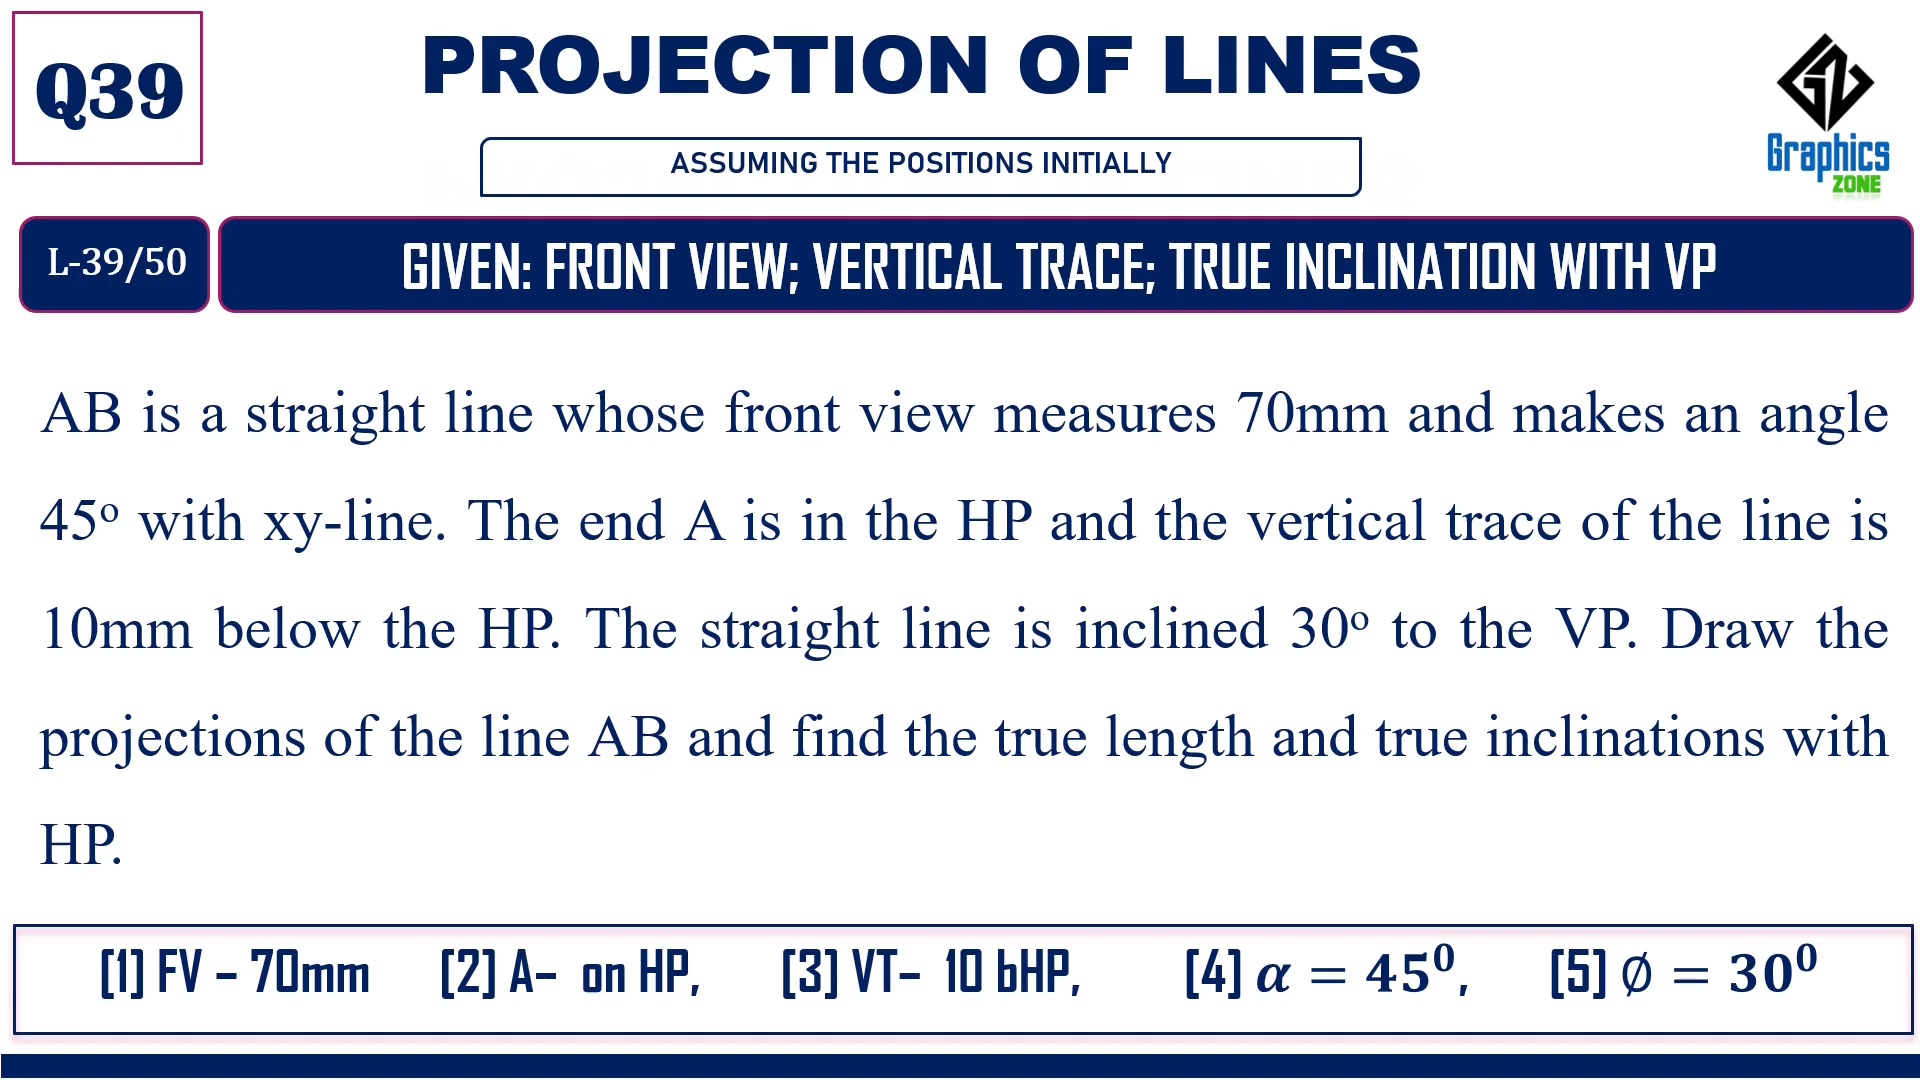 Q39
PROJECTION OF LINES
ASSUMING THE POSITIONS INITIALLY
Graphics
ZONE
L-39/50
GIVEN: FRONT VIEW; VERTICAL TRACE; TRUE INCLINATION WITH VP
AB is a straight line whose front view measures 70mm and makes an angle
45° with xy-line. The end A is in the HP and the vertical trace of the line is
10mm below the HP. The straight line is inclined 30° to the VP. Draw the
projections of the line AB and find the true length and true inclinations with
HP.
[1] FV – 70mm [2] A– on HP, [3] VT– 10 bHP, [4] α = 45⁰, [5] ∅ = 30⁰